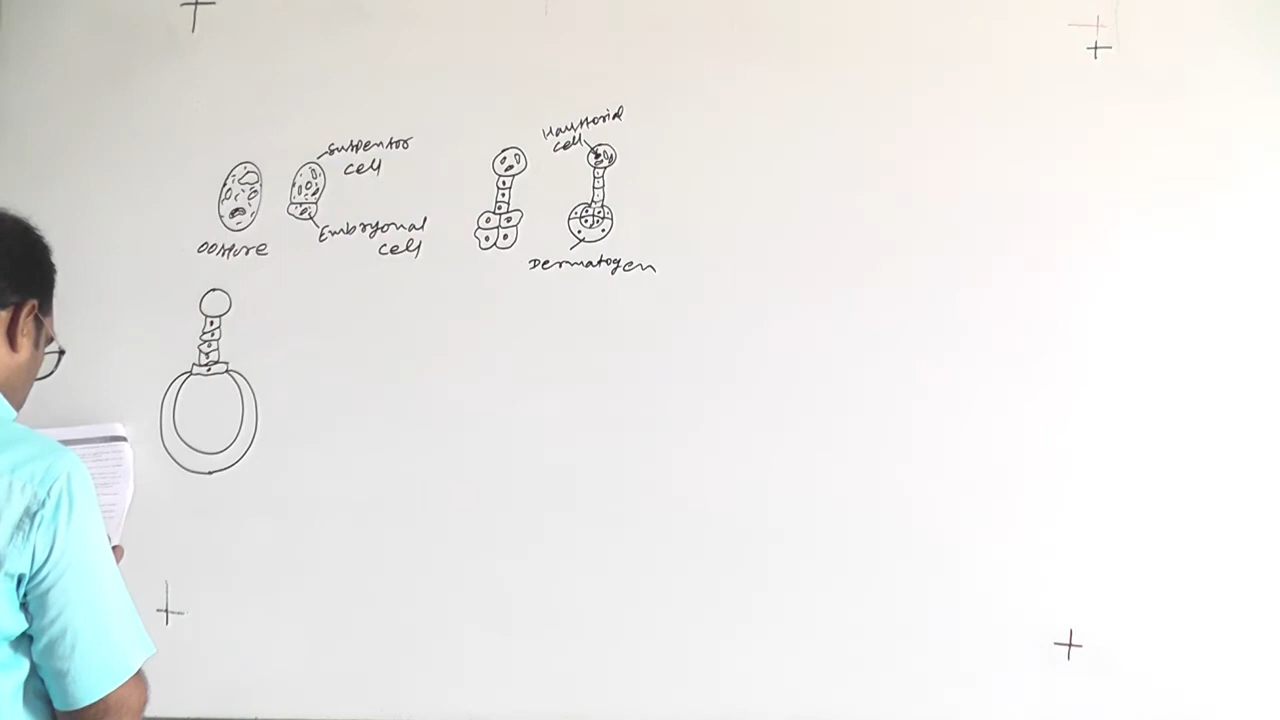 Haustorial
cell
suspensor
cell
Embryonal
cell
oospore
Dermatogen